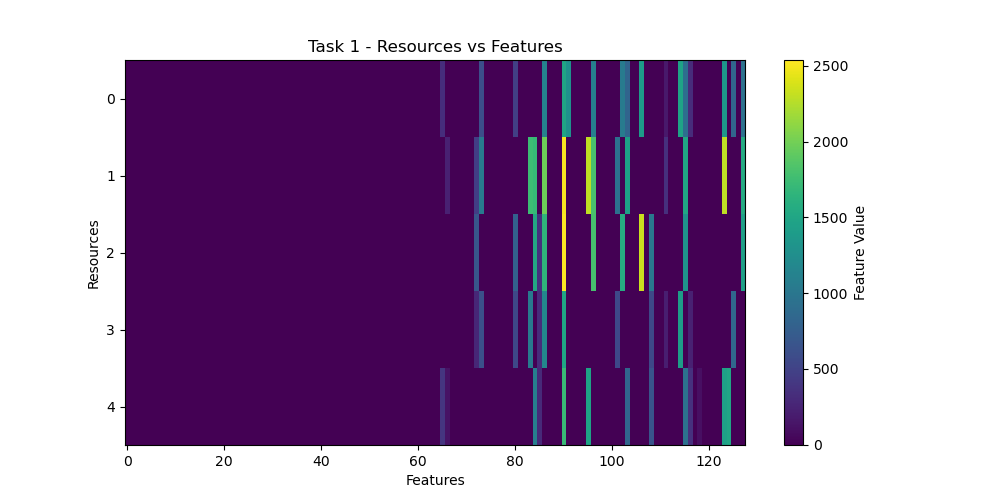 Task 1 - Resources vs Features
Resources
0
1
2
3
4
0 20 40 60 80 100 120
Features
2500
2000
1500
1000
500
0
Feature Value